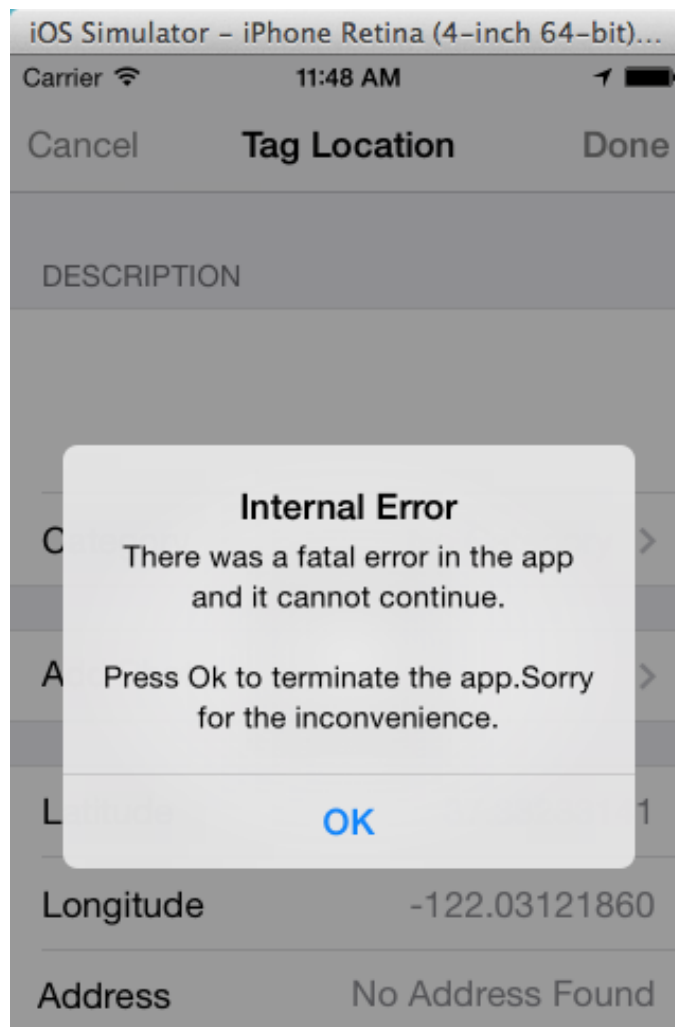 iOS Simulator – iPhone Retina (4-inch 64-bit)...
Carrier 11:48 AM
Cancel Tag Location Done
DESCRIPTION
Internal Error
There was a fatal error in the app
and it cannot continue.
Press Ok to terminate the app.Sorry
for the inconvenience.
OK
Latitude
Longitude -122.03121860
Address No Address Found